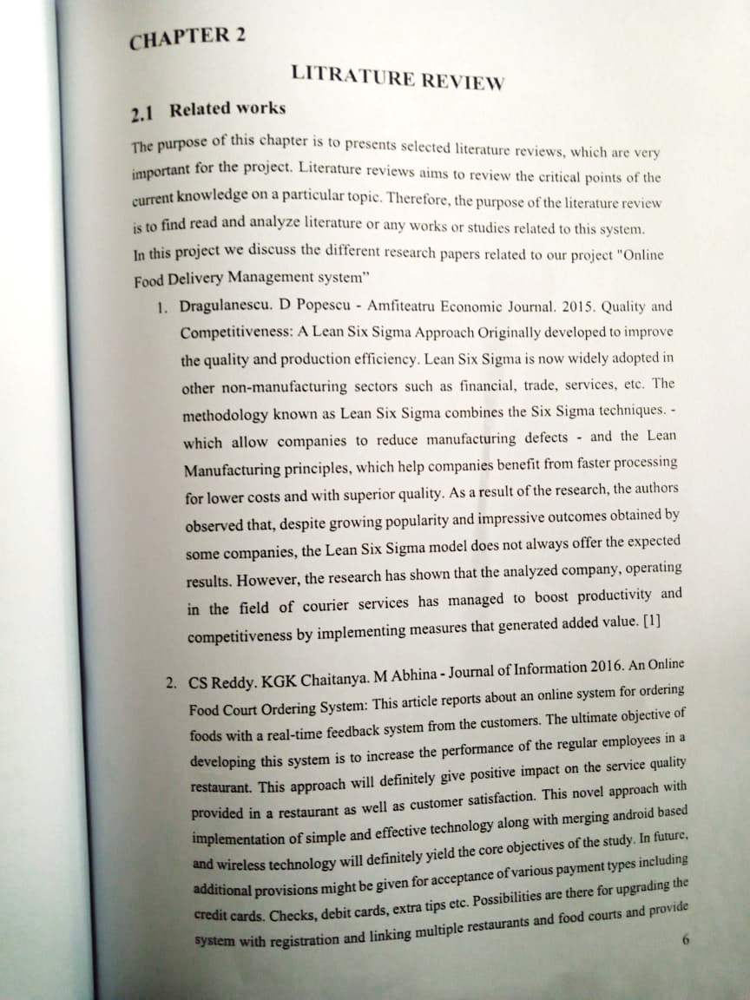 CHAPTER 2
LITRATURE REVIEW
2.1 Related works
The purpose of this chapter is to presents selected literature reviews, which are very
important for the project. Literature reviews aims to review the critical points of the
current knowledge on a particular topic. Therefore, the purpose of the literature review
is to find read and analyze literature or any works or studies related to this system.
In this project we discuss the different research papers related to our project "Online
Food Delivery Management system”
1. Dragulanescu. D Popescu - Amfiteatru Economic Journal. 2015. Quality and
Competitiveness: A Lean Six Sigma Approach Originally developed to improve
the quality and production efficiency. Lean Six Sigma is now widely adopted in
other non-manufacturing sectors such as financial, trade, services, etc. The
methodology known as Lean Six Sigma combines the Six Sigma techniques. -
which allow companies to reduce manufacturing defects - and the Lean
Manufacturing principles, which help companies benefit from faster processing
for lower costs and with superior quality. As a result of the research, the authors
observed that, despite growing popularity and impressive outcomes obtained by
some companies, the Lean Six Sigma model does not always offer the expected
results. However, the research has shown that the analyzed company, operating
in the field of courier services has managed to boost productivity and
competitiveness by implementing measures that generated added value. [1]
2. CS Reddy. KGK Chaitanya. M Abhina - Journal of Information 2016. An Online
Food Court Ordering System: This article reports about an online system for ordering
foods with a real-time feedback system from the customers. The ultimate objective of
developing this system is to increase the performance of the regular employees in a
restaurant. This approach will definitely give positive impact on the service quality
provided in a restaurant as well as customer satisfaction. This novel approach with
implementation of simple and effective technology along with merging android based
and wireless technology will definitely yield the core objectives of the study. In future,
additional provisions might be given for acceptance of various payment types including
credit cards. Checks, debit cards, extra tips etc. Possibilities are there for upgrading the
system with registration and linking multiple restaurants and food courts and provide
6